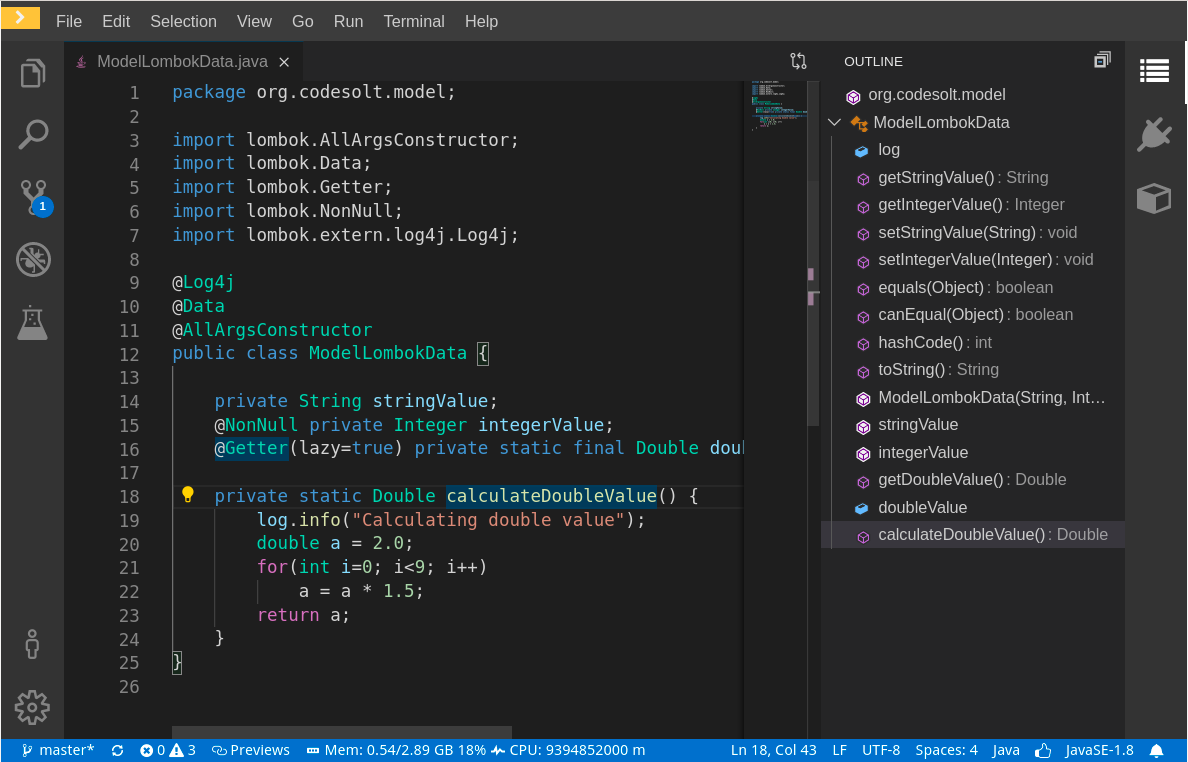 File Edit Selection View Go Run Terminal Help
ModelLombokData.java ×
1 package org.codesolt.model;
2
3 import lombok.AllArgsConstructor;
4 import lombok.Data;
5 import lombok.Getter;
6 import lombok.NonNull;
7 import lombok.extern.log4j.Log4j;
8
9 @Log4j
10 @Data
11 @AllArgsConstructor
12 public class ModelLombokData {
13
14 private String stringValue;
15 @NonNull private Integer integerValue;
16 @Getter(lazy=true) private static final Double dou
17
18 private static Double calculateDoubleValue() {
19 log.info("Calculating double value");
20 double a = 2.0;
21 for(int i=0; i<9; i++)
22 a = a * 1.5;
23 return a;
24 }
25 }
26
OUTLINE
org.codesolt.model
ModelLombokData
log
getStringValue() : String
getIntegerValue() : Integer
setStringValue(String) : void
setIntegerValue(Integer) : void
equals(Object) : boolean
canEqual(Object) : boolean
hashCode() : int
toString() : String
ModelLombokData(String, Int…
stringValue
integerValue
getDoubleValue() : Double
doubleValue
calculateDoubleValue() : Double
1
master* 0 3 Previews Mem: 0.54/2.89 GB 18% CPU: 9394852000 m Ln 18, Col 43 LF UTF-8 Spaces: 4 Java JavaSE-1.8